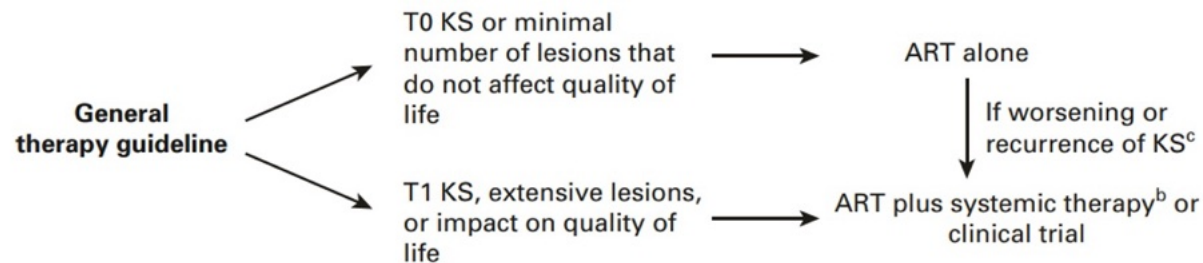 General
therapy guideline
T0 KS or minimal
number of lesions that
do not affect quality of
life
ART alone
If worsening or
recurrence of KSᶜ
T1 KS, extensive lesions,
or impact on quality of
life
ART plus systemic therapyᵇ or
clinical trial